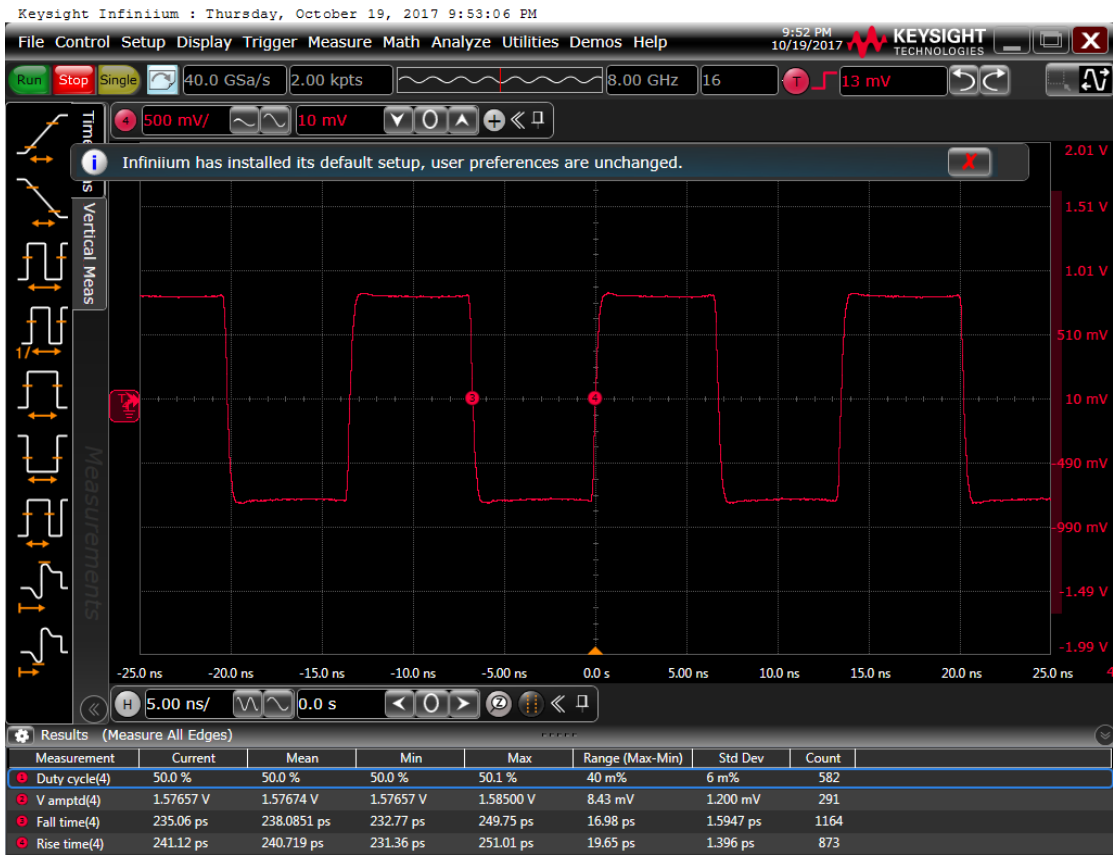 Keysight Infiniium : Thursday, October 19, 2017 9:53:06 PM
File Control Setup Display Trigger Measure Math Analyze Utilities Demos Help 9:52 PM 10/19/2017 KEYSIGHT TECHNOLOGIES X
Run Stop Single 40.0 GSa/s 2.00 kpts 8.00 GHz 16 T 13 mV
4 500 mV/ 10 mV 0
Infiniium has installed its default setup, user preferences are unchanged. X
Vertical Meas
Measurements
1/
2.01 V
1.51 V
1.01 V
510 mV
10 mV
-490 mV
-990 mV
-1.49 V
-1.99 V
3 4
-25.0 ns -20.0 ns -15.0 ns -10.0 ns -5.00 ns 0.0 s 5.00 ns 10.0 ns 15.0 ns 20.0 ns 25.0 ns
H 5.00 ns/ 0.0 s 0 Z
Results (Measure All Edges)
Measurement Current Mean Min Max Range (Max-Min) Std Dev Count
1 Duty cycle(4) 50.0 % 50.0 % 50.0 % 50.1 % 40 m% 6 m% 582
2 V amptd(4) 1.57657 V 1.57674 V 1.57657 V 1.58500 V 8.43 mV 1.200 mV 291
3 Fall time(4) 235.06 ps 238.0851 ps 232.77 ps 249.75 ps 16.98 ps 1.5947 ps 1164
4 Rise time(4) 241.12 ps 240.719 ps 231.36 ps 251.01 ps 19.65 ps 1.396 ps 873